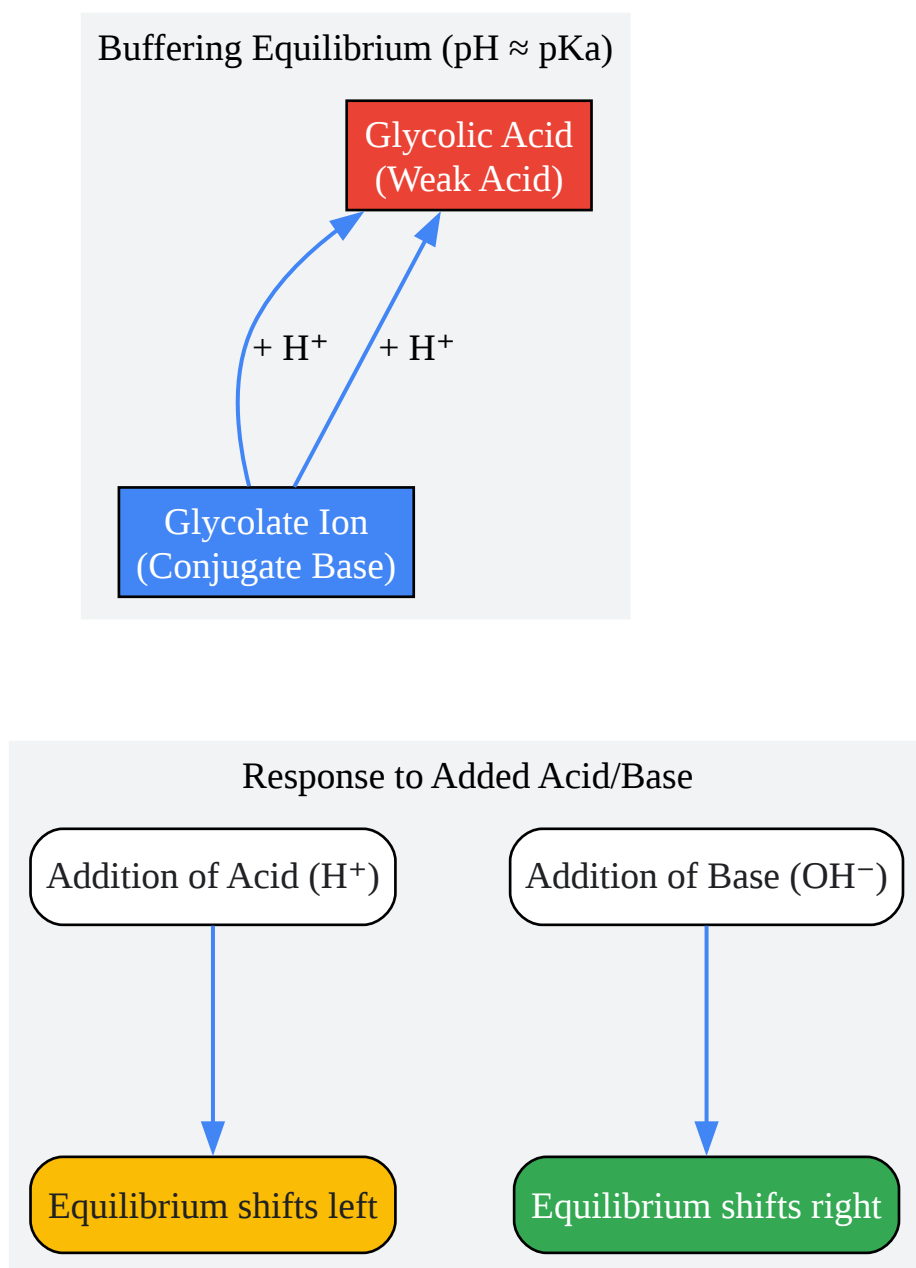 Buffering Equilibrium (pH ≈ pKa)
Glycolic Acid
(Weak Acid)
+ H⁺
+ H⁺
Glycolate Ion
(Conjugate Base)
Response to Added Acid/Base
Addition of Acid (H⁺)
Addition of Base (OH⁻)
Equilibrium shifts left
Equilibrium shifts right